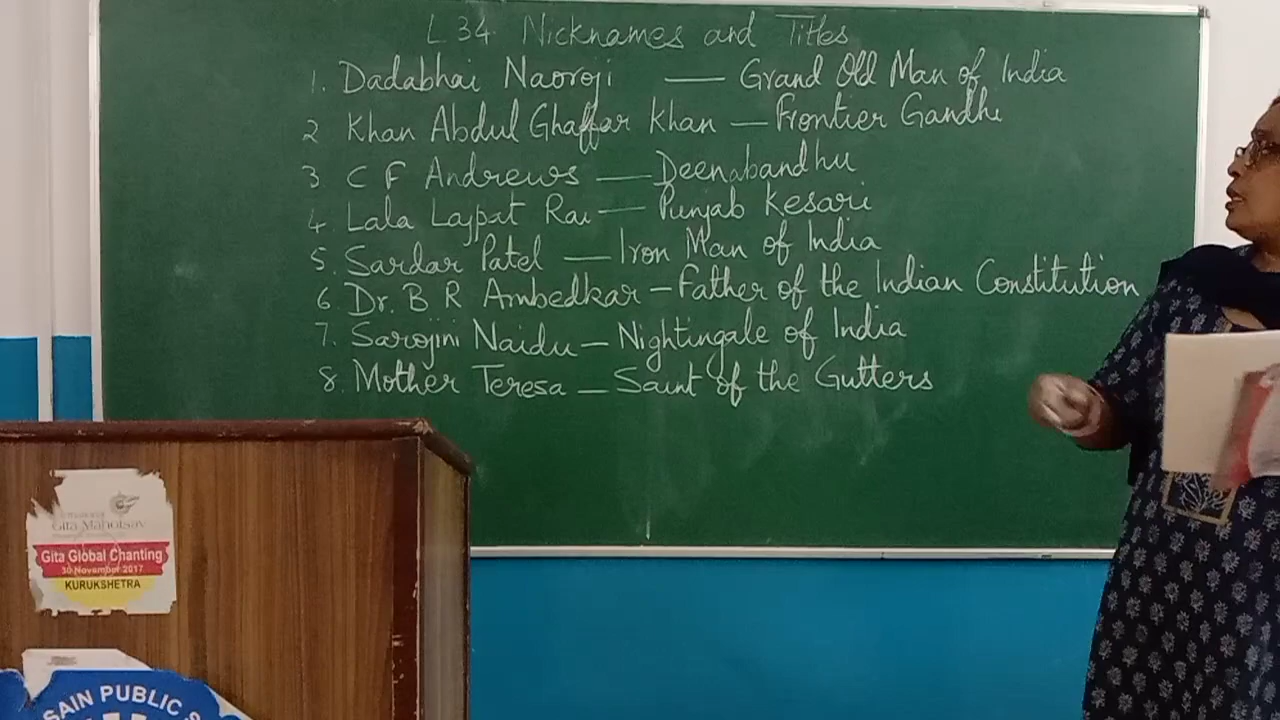 L 34 Nicknames and Titles
1. Dadabhai Naoroji — Grand Old Man of India
2 Khan Abdul Ghaffar Khan — Frontier Gandhi
3 C F Andrews — Deenabandhu
4 Lala Lajpat Rai — Punjab Kesari
5. Sardar Patel — Iron Man of India
6. Dr. B R Ambedkar — Father of the Indian Constitution
7. Sarojini Naidu — Nightingale of India
8. Mother Teresa — Saint of the Gutters
Gita Mahotsav
Gita Global Chanting
30 November 2017
KURUKSHETRA
SAIN PUBLIC